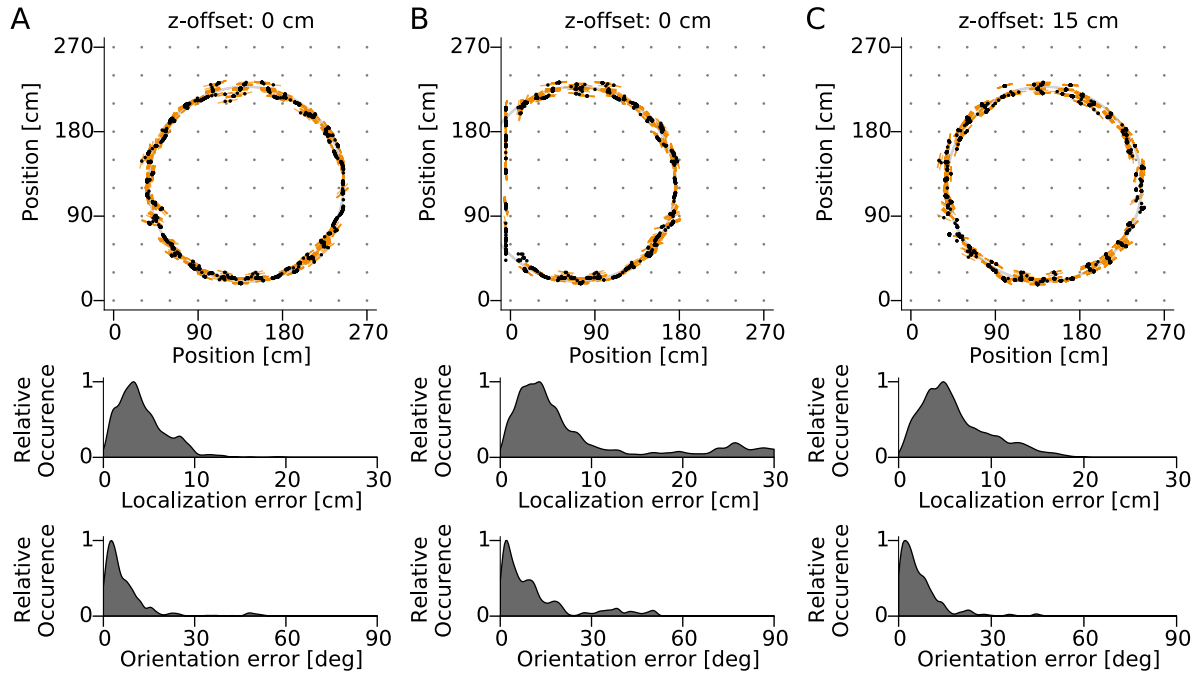 A
z-offset: 0 cm
270
180
90
0
Position [cm]
0 90 180 270
Position [cm]
Relative
Occurence
1
0
0 10 20 30
Localization error [cm]
Relative
Occurence
1
0
0 30 60 90
Orientation error [deg]
B
z-offset: 0 cm
270
180
90
0
Position [cm]
0 90 180 270
Position [cm]
Relative
Occurence
1
0
0 10 20 30
Localization error [cm]
Relative
Occurence
1
0
0 30 60 90
Orientation error [deg]
C
z-offset: 15 cm
270
180
90
0
Position [cm]
0 90 180 270
Position [cm]
Relative
Occurence
1
0
0 10 20 30
Localization error [cm]
Relative
Occurence
1
0
0 30 60 90
Orientation error [deg]